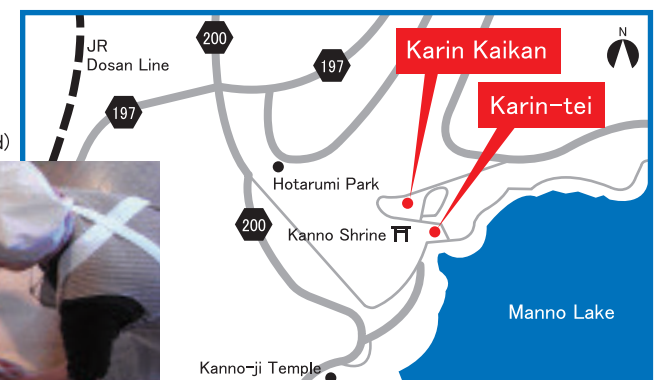 200
N
JR
Dosan Line
Karin Kaikan
197
197
Karin-tei
d)
Hotarumi Park
200
Kanno Shrine
Manno Lake
Kanno-ji Temple